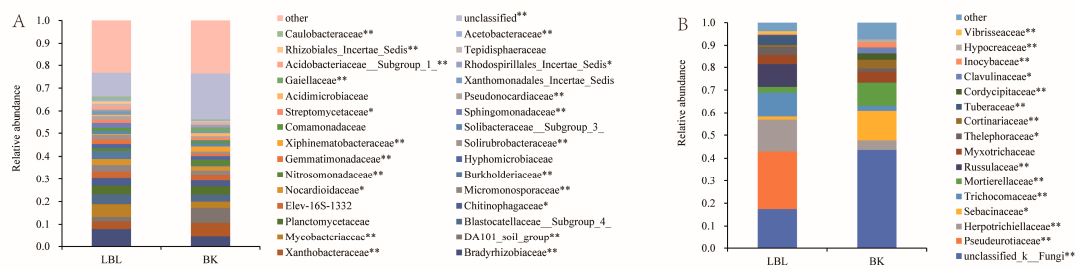 A
Relative abundance
1.0
0.9
0.8
0.7
0.6
0.5
0.4
0.3
0.2
0.1
0.0
LBL BK
other unclassified**
Caulobacteraceae** Acetobacteraceae**
Rhizobiales_Incertae_Sedis** Tepidisphaeraceae
Acidobacteriaceae__Subgroup_1_** Rhodospirillales_Incertae_Sedis*
Gaiellaceae** Xanthomonadales_Incertae_Sedis
Acidimicrobiaceae Pseudonocardiaceae**
Streptomycetaceae* Sphingomonadaceae**
Comamonadaceae Solibacteraceae__Subgroup_3_
Xiphinematobacteraceae** Solirubrobacteraceae**
Gemmatimonadaceae** Hyphomicrobiaceae
Nitrosomonadaceae** Burkholderiaceae**
Nocardioidaceae* Micromonosporaceae**
Elev-16S-1332 Chitinophagaceae*
Planctomycetaceae Blastocatellaceae__Subgroup_4_
Mycobacteriaccac** DA101_soil_group**
Xanthobacteraceae** Bradyrhizobiaceae**
B
Relative abundance
1.0
0.9
0.8
0.7
0.6
0.5
0.4
0.3
0.2
0.1
0.0
LBL BK
other
Vibrisseaceae**
Hypocreaceae**
Inocybaceae**
Clavulinaceae*
Cordycipitaceae**
Tuberaceae**
Cortinariaceae**
Thelephoraceae*
Myxotrichaceae
Russulaceae**
Mortierellaceae**
Trichocomaceae**
Sebacinaceae*
Herpotrichiellaceae**
Pseudeurotiaceae**
unclassified_k__Fungi**